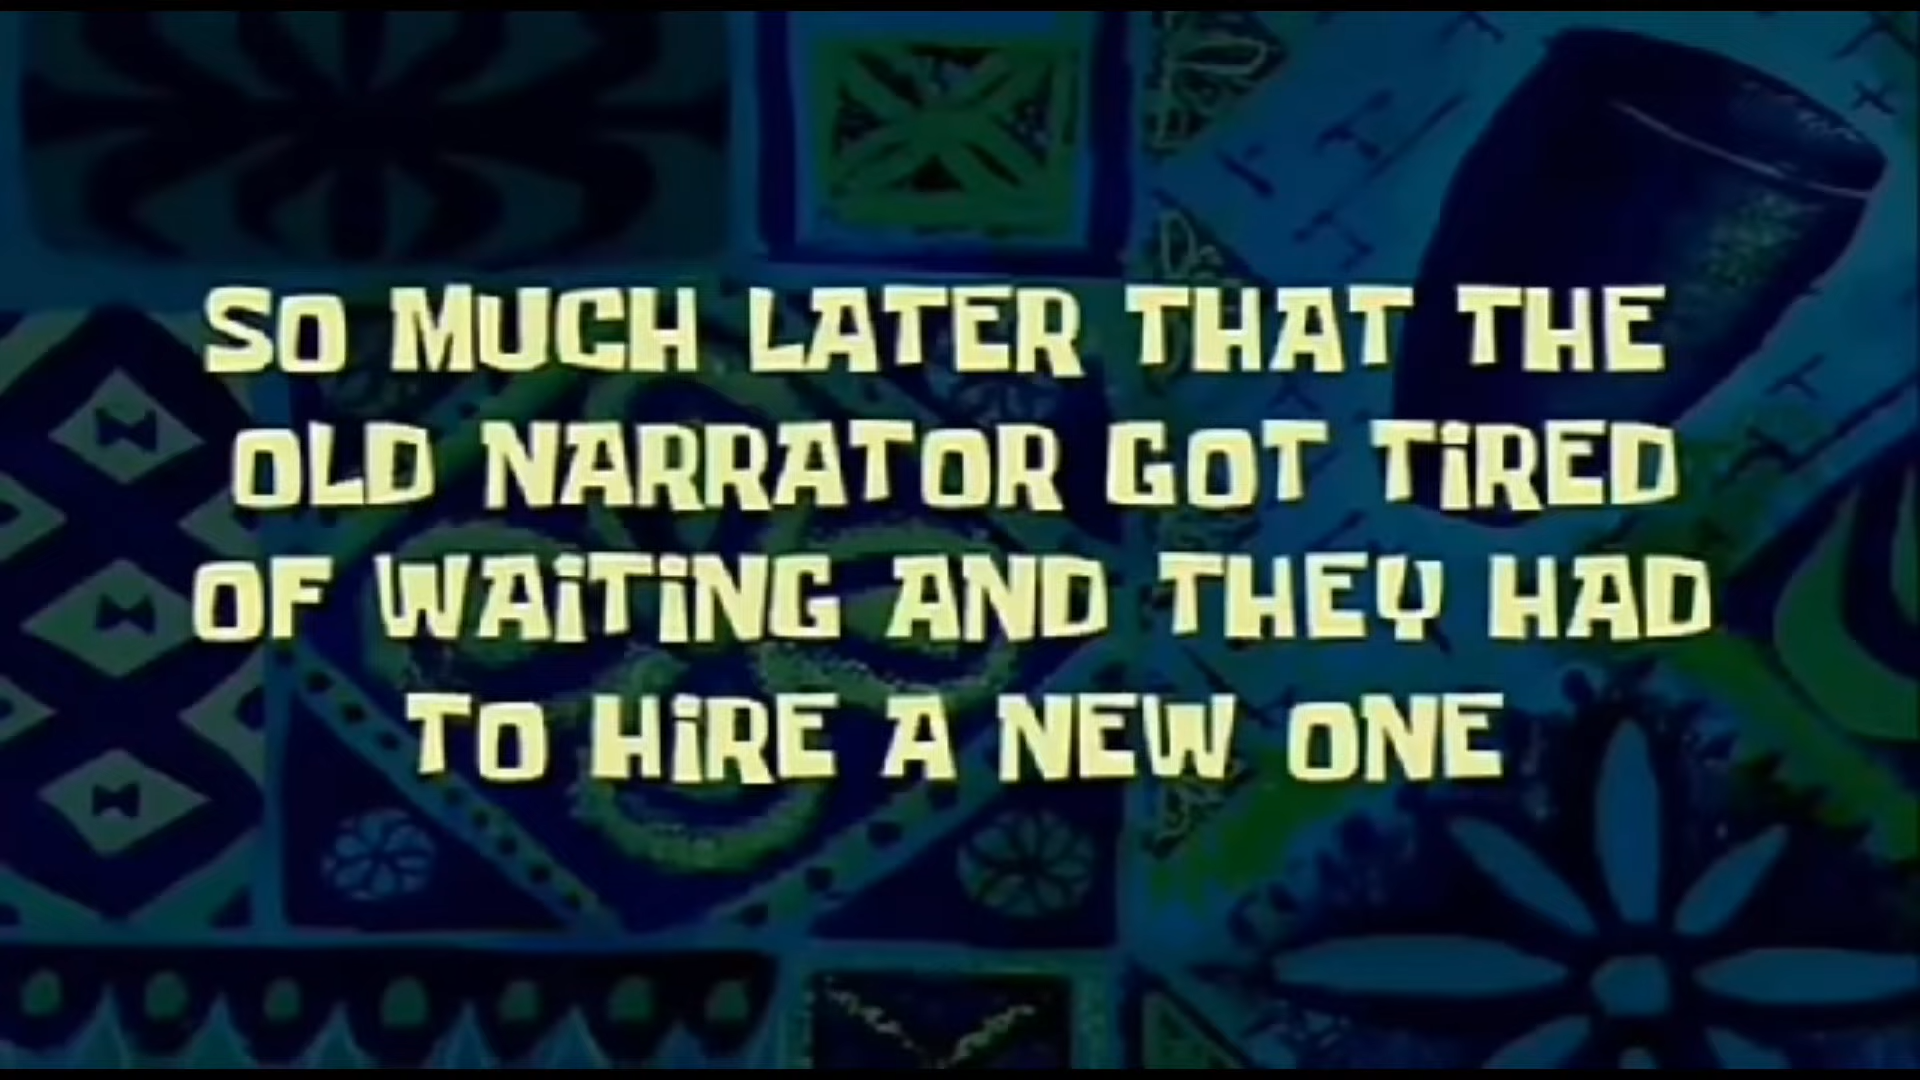 SO MUCH LATER THAT THE
OLD NARRATOR GOT TiRED
OF WAiTiNG AND THEY HAD
TO HiRE A NEW ONE